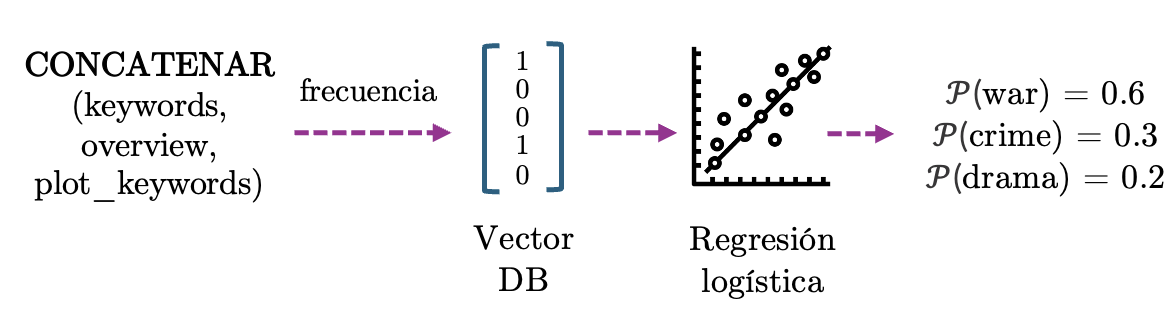 CONCATENAR
(keywords,
overview,
plot_keywords)
frecuencia
1
0
0
1
0
Vector
DB
Regresión
logística
𝒫(war) = 0.6
𝒫(crime) = 0.3
𝒫(drama) = 0.2